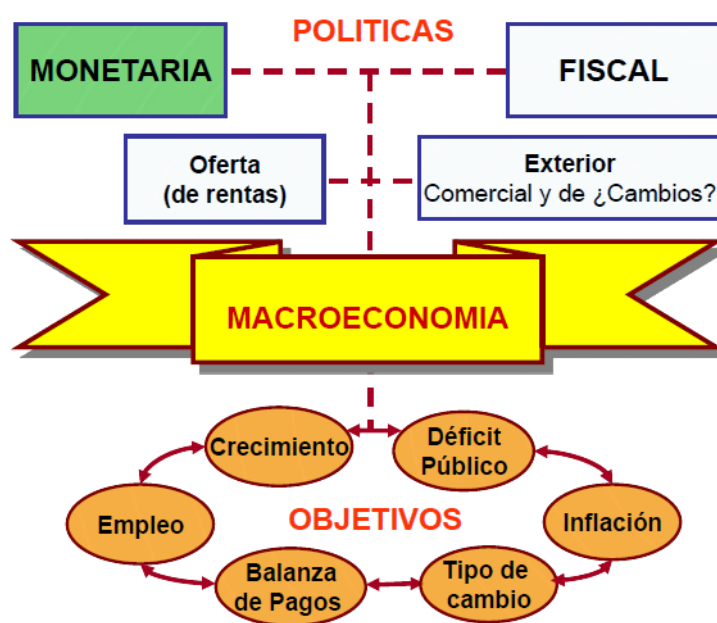 POLITICAS
MONETARIA
FISCAL
Oferta
(de rentas)
Exterior
Comercial y de ¿Cambios?
MACROECONOMIA
Crecimiento
Déficit
Público
Empleo
OBJETIVOS
Inflación
Balanza
de Pagos
Tipo de
cambio